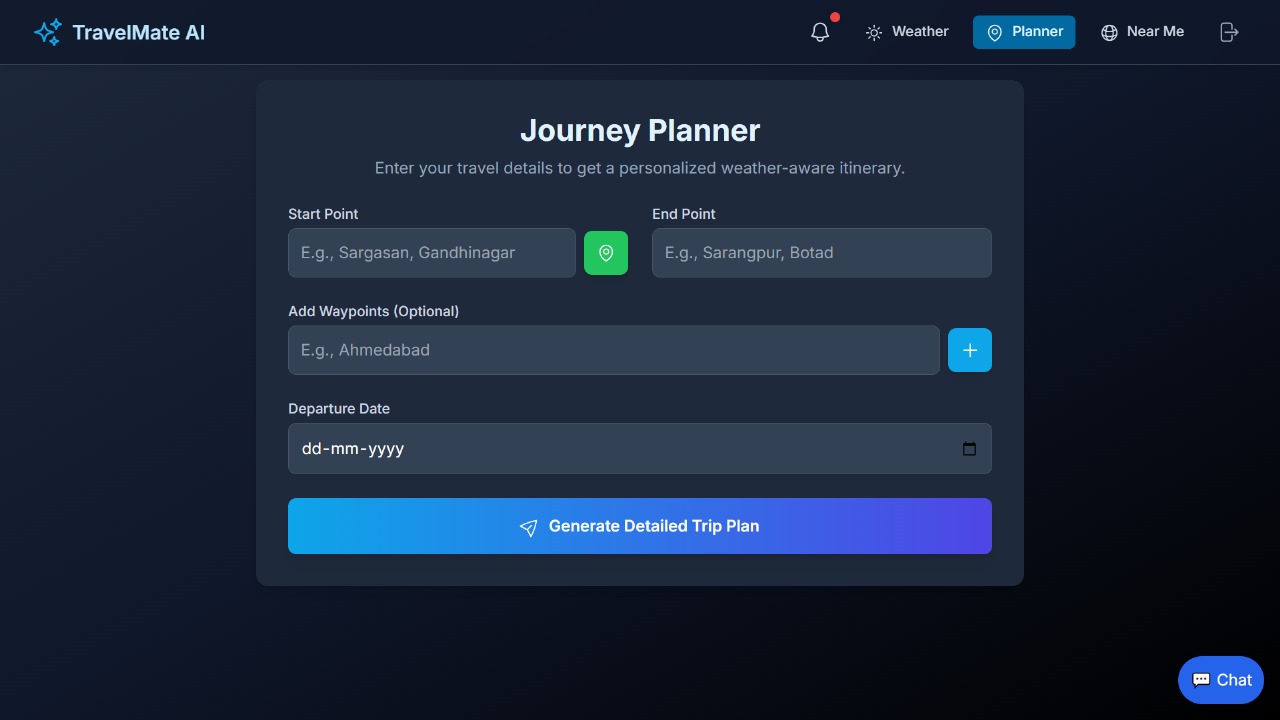 TravelMate AI
Weather
Planner
Near Me
Journey Planner
Enter your travel details to get a personalized weather-aware itinerary.
Start Point
End Point
E.g., Sargasan, Gandhinagar
E.g., Sarangpur, Botad
Add Waypoints (Optional)
E.g., Ahmedabad
Departure Date
dd-mm-yyyy
Generate Detailed Trip Plan
Chat